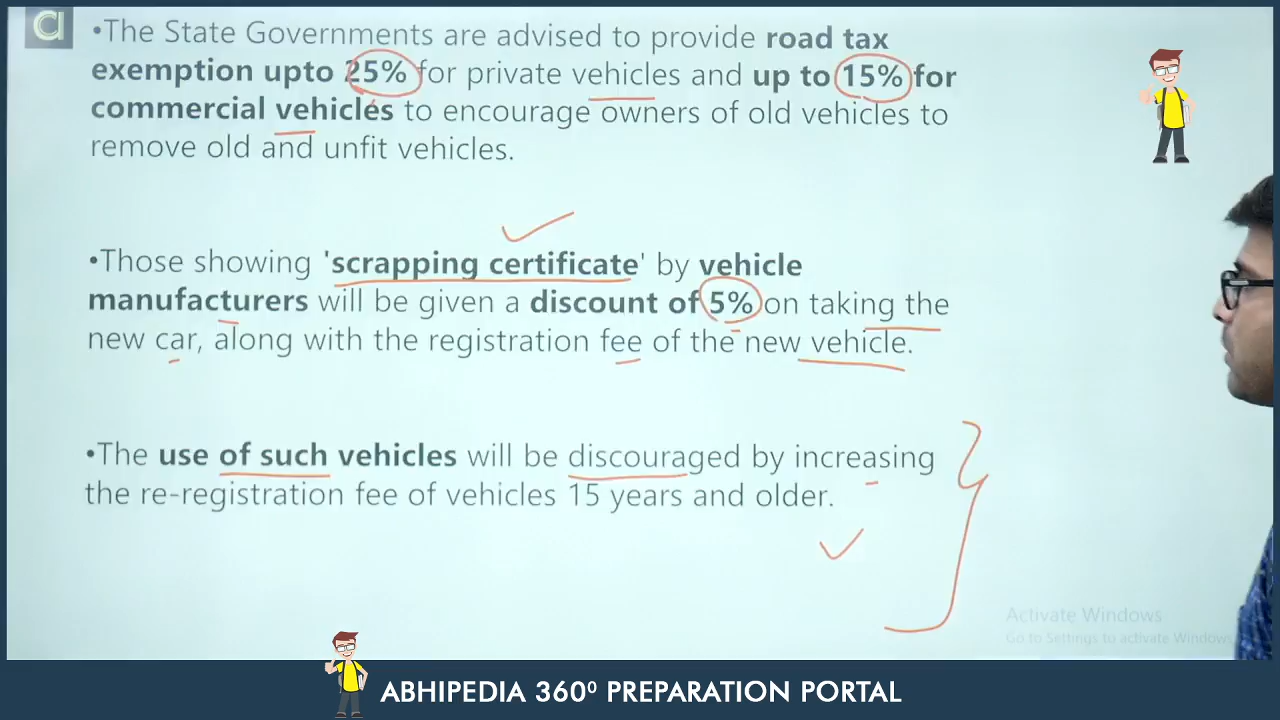 •The State Governments are advised to provide road tax
exemption upto 25% for private vehicles and up to 15% for
commercial vehicles to encourage owners of old vehicles to
remove old and unfit vehicles.
•Those showing 'scrapping certificate' by vehicle
manufacturers will be given a discount of 5% on taking the
new car, along with the registration fee of the new vehicle.
•The use of such vehicles will be discouraged by increasing
the re-registration fee of vehicles 15 years and older.
Activate Windows
Go to Settings to activate Windows
ABHIPEDIA 360⁰ PREPARATION PORTAL